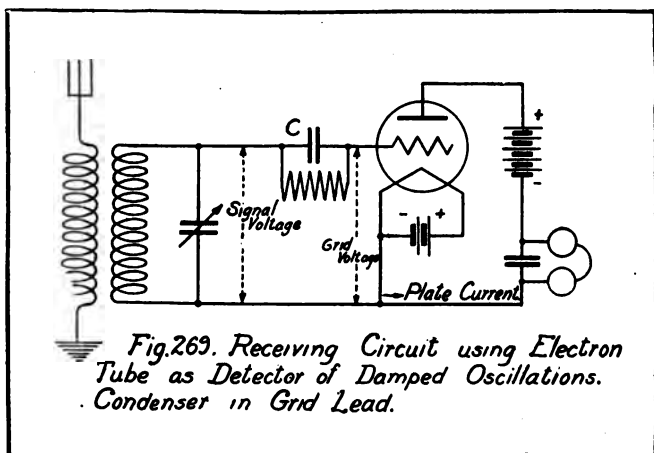 C
+
-
Signal
Voltage
- +
Grid
Voltage
Plate Current
Fig.269. Receiving Circuit using Electron
Tube as Detector of Damped Oscillations.
Condenser in Grid Lead.